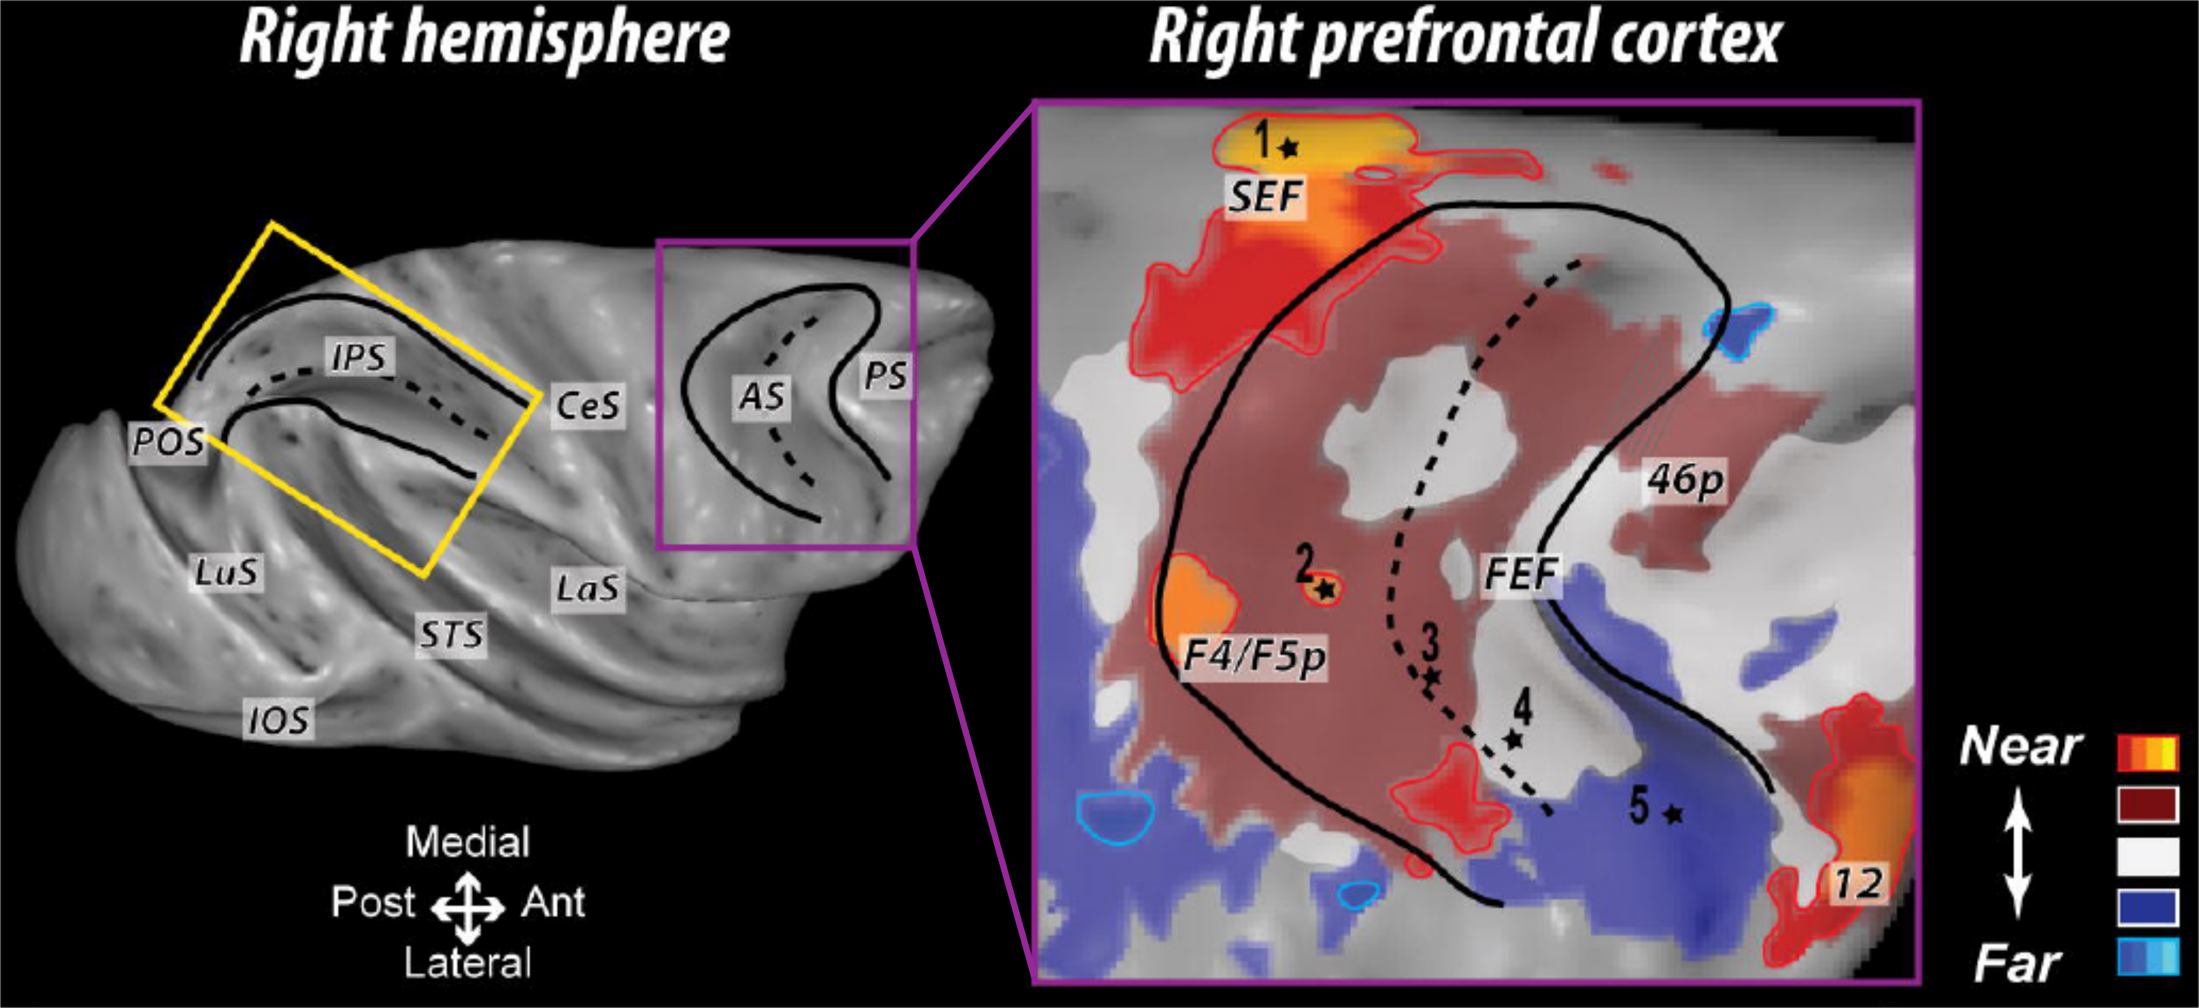 Right hemisphere
IPS
CeS
POS
AS
PS
LuS
LaS
STS
IOS
Medial
Post
Ant
Lateral
Right prefrontal cortex
1
SEF
46p
2
FEF
3
F4/F5p
4
5
12
Near
Far